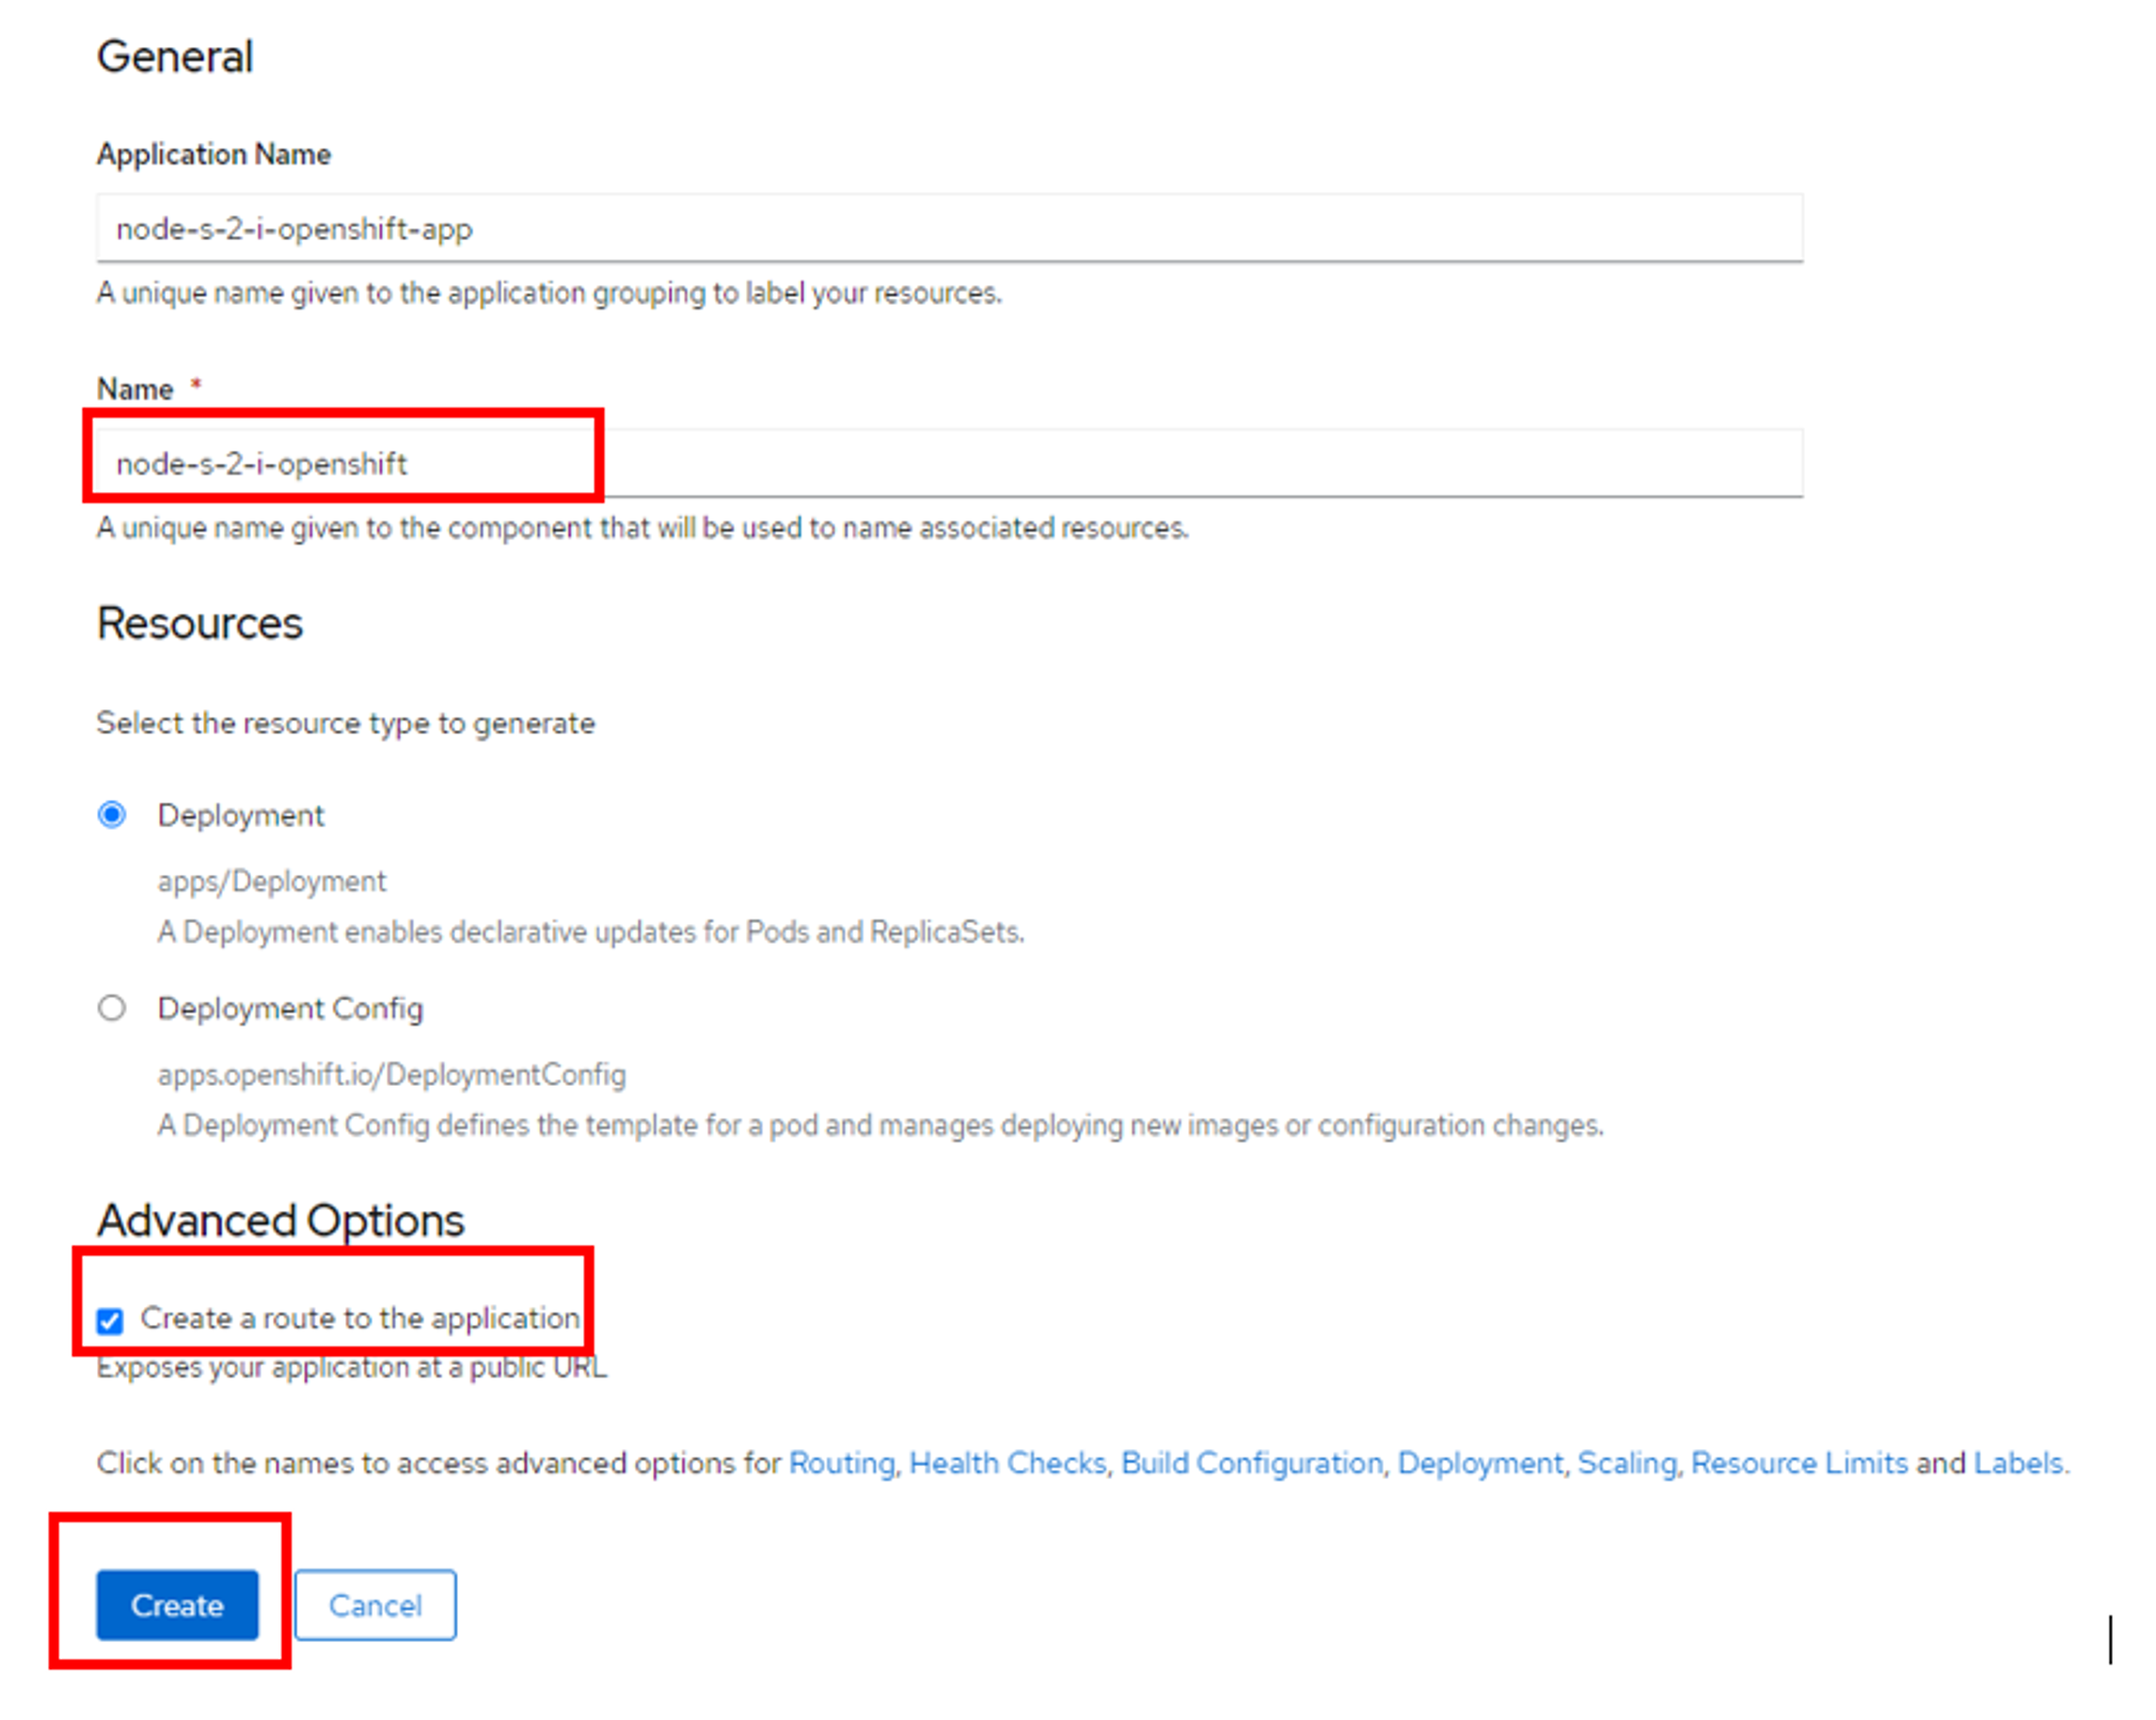 General
Application Name
node-s-2-i-openshift-app
A unique name given to the application grouping to label your resources.
Name *
node-s-2-i-openshift
A unique name given to the component that will be used to name associated resources.
Resources
Select the resource type to generate
Deployment
apps/Deployment
A Deployment enables declarative updates for Pods and ReplicaSets.
Deployment Config
apps.openshift.io/DeploymentConfig
A Deployment Config defines the template for a pod and manages deploying new images or configuration changes.
Advanced Options
Create a route to the application
Exposes your application at a public URL
Click on the names to access advanced options for Routing, Health Checks, Build Configuration, Deployment, Scaling, Resource Limits and Labels.
Create Cancel